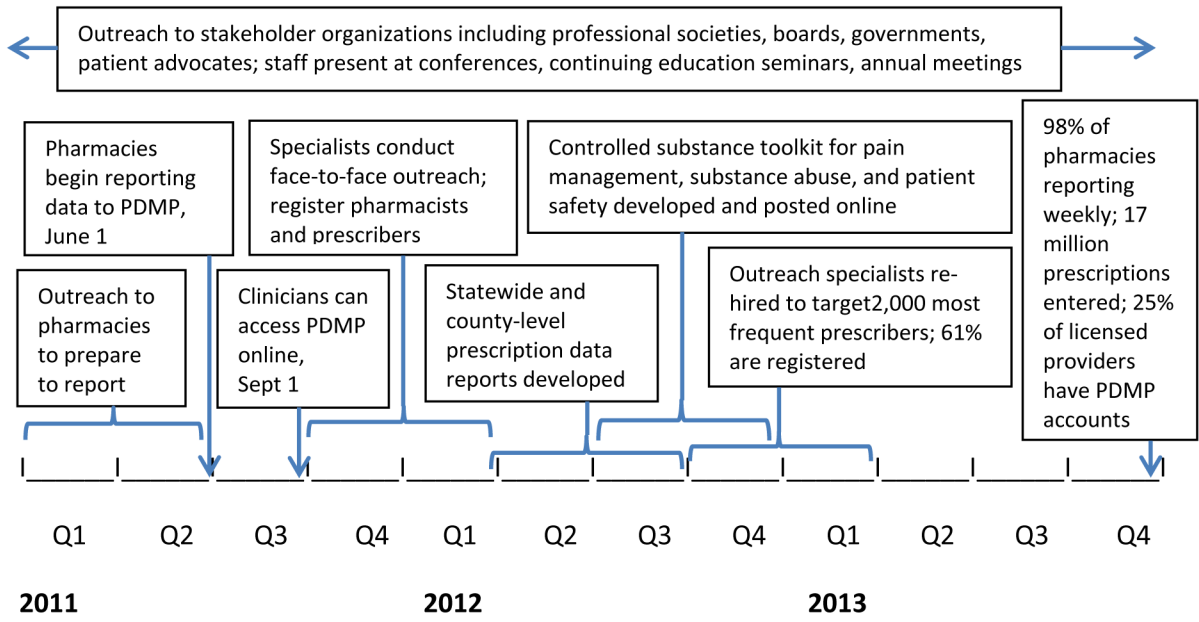 Outreach to stakeholder organizations including professional societies, boards, governments,
patient advocates; staff present at conferences, continuing education seminars, annual meetings
Pharmacies
begin reporting
data to PDMP,
June 1
Specialists conduct
face-to-face outreach;
register pharmacists
and prescribers
Controlled substance toolkit for pain
management, substance abuse, and patient
safety developed and posted online
98% of
pharmacies
reporting
weekly; 17
million
prescriptions
entered; 25%
of licensed
providers
have PDMP
accounts
Outreach to
pharmacies
to prepare
to report
Clinicians can
access PDMP
online,
Sept 1
Statewide and
county-level
prescription data
reports developed
Outreach specialists re-
hired to target2,000 most
frequent prescribers; 61%
are registered
Q1 Q2 Q3 Q4 Q1 Q2 Q3 Q4 Q1 Q2 Q3 Q4
2011 2012 2013